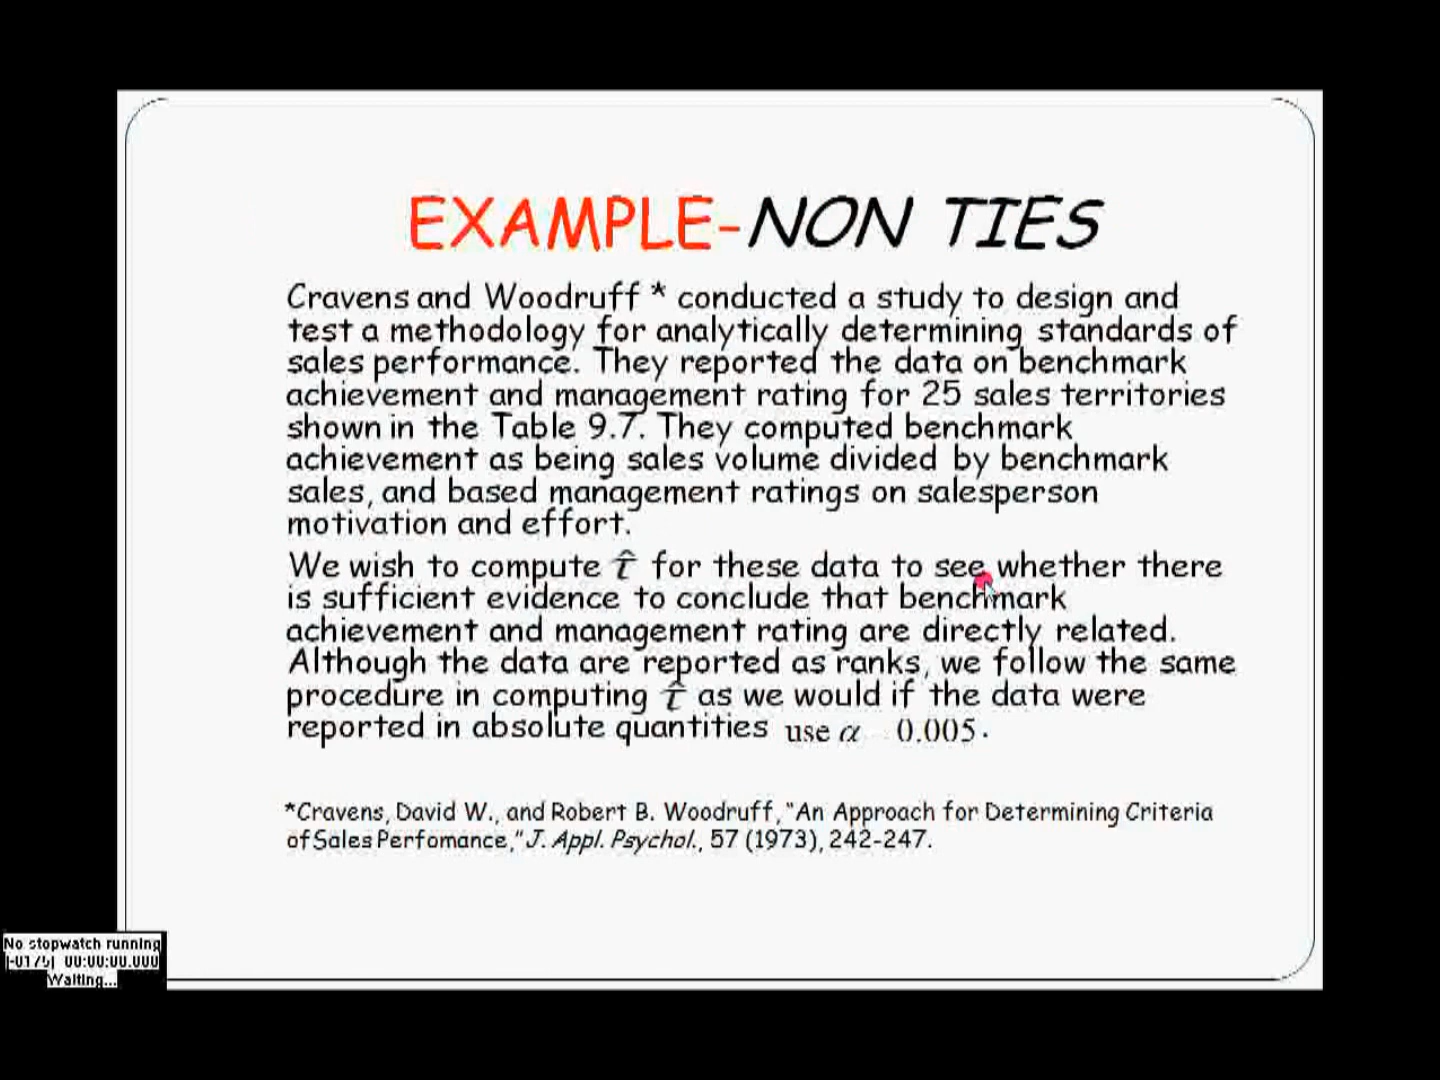 EXAMPLE-NON TIES
Cravens and Woodruff * conducted a study to design and
test a methodology for analytically determining standards of
sales performance. They reported the data on benchmark
achievement and management rating for 25 sales territories
shown in the Table 9.7. They computed benchmark
achievement as being sales volume divided by benchmark
sales, and based management ratings on salesperson
motivation and effort.
We wish to compute τ̂ for these data to see whether there
is sufficient evidence to conclude that benchmark
achievement and management rating are directly related.
Although the data are reported as ranks, we follow the same
procedure in computing τ̂ as we would if the data were
reported in absolute quantities use α 0.005.
*Cravens, David W., and Robert B. Woodruff, "An Approach for Determining Criteria
of Sales Perfomance," J. Appl. Psychol., 57 (1973), 242-247.
No stopwatch running
00:00:00.000
Waiting...